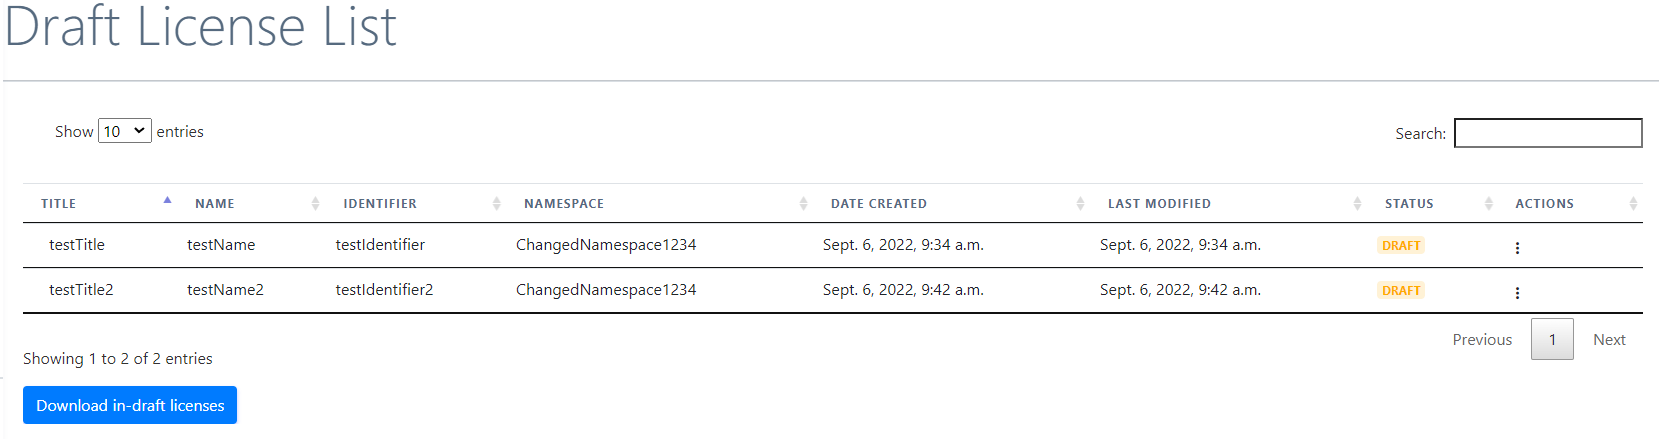 Draft License List
Show 10 entries
Search:
TITLE NAME IDENTIFIER NAMESPACE DATE CREATED LAST MODIFIED STATUS ACTIONS
testTitle testName testIdentifier ChangedNamespace1234 Sept. 6, 2022, 9:34 a.m. Sept. 6, 2022, 9:34 a.m. DRAFT
testTitle2 testName2 testIdentifier2 ChangedNamespace1234 Sept. 6, 2022, 9:42 a.m. Sept. 6, 2022, 9:42 a.m. DRAFT
Previous 1 Next
Showing 1 to 2 of 2 entries
Download in-draft licenses